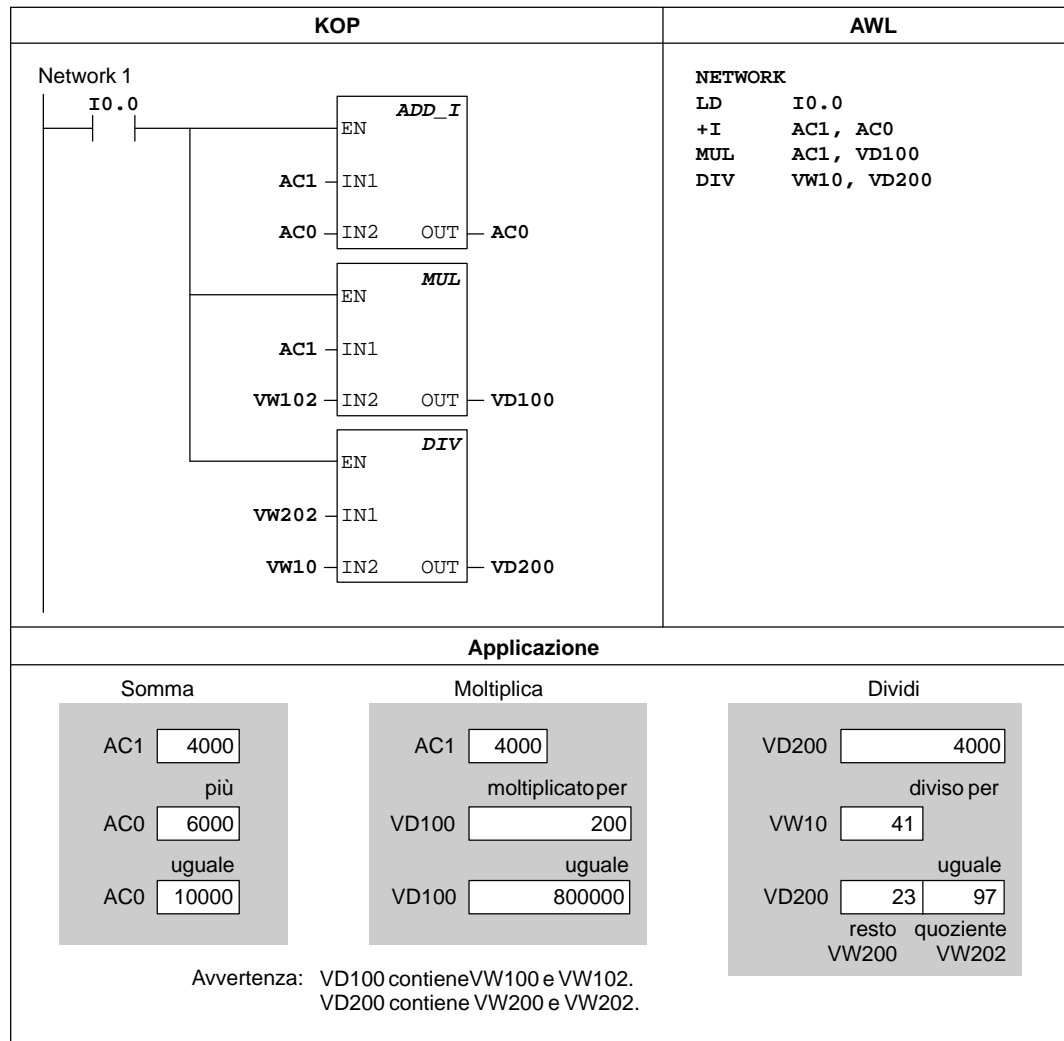 KOP
AWL
Network 1
I0.0
ADD_I
EN
AC1
IN1
AC0
IN2
OUT
AC0
MUL
EN
AC1
IN1
VW102
IN2
OUT
VD100
DIV
EN
VW202
IN1
VW10
IN2
OUT
VD200
NETWORK
LD I0.0
+I AC1, AC0
MUL AC1, VD100
DIV VW10, VD200
Applicazione
Somma
AC1 4000
più
AC0 6000
uguale
AC0 10000
Moltiplica
AC1 4000
moltiplicato per
VD100 200
uguale
VD100 800000
Dividi
VD200 4000
diviso per
VW10 41
uguale
VD200 23 97
resto quoziente
VW200 VW202
Avvertenza: VD100 contiene VW100 e VW102.
VD200 contiene VW200 e VW202.